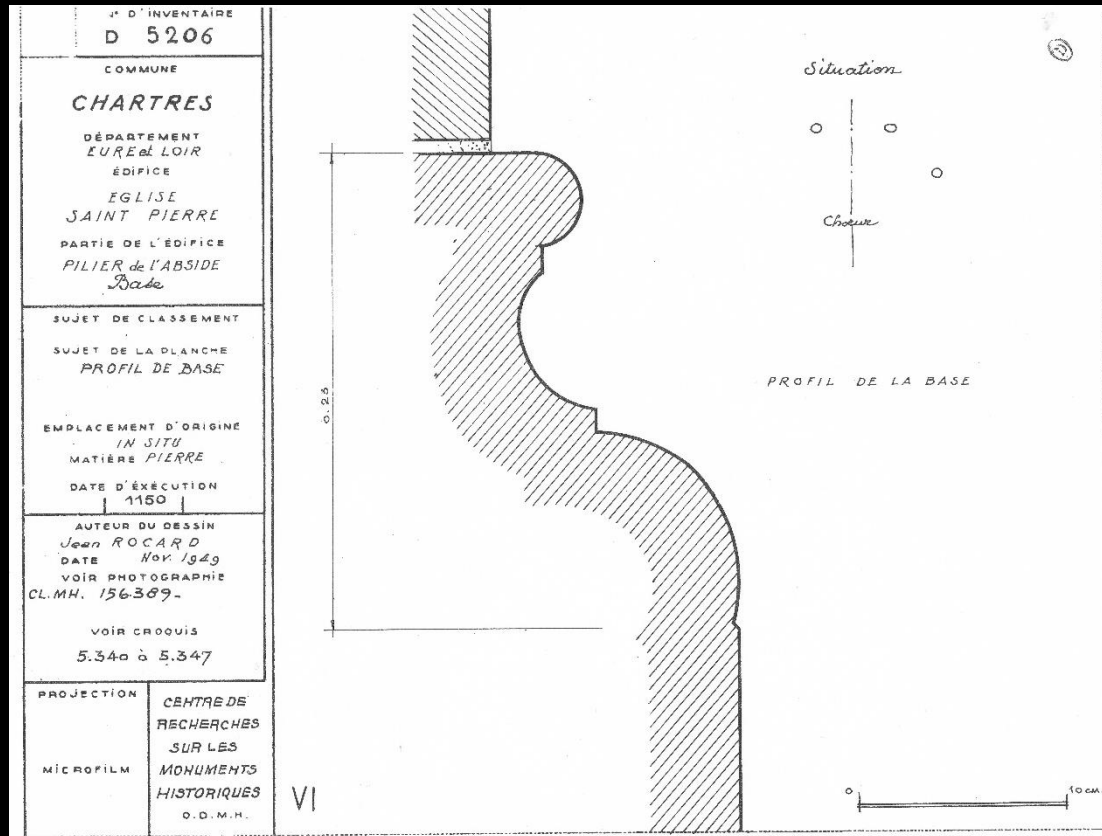 N° D'INVENTAIRE
D 5206
COMMUNE
CHARTRES
DÉPARTEMENT
EURE et LOIR
ÉDIFICE
EGLISE
SAINT PIERRE
PARTIE DE L'ÉDIFICE
PILIER de l'ABSIDE
Base
SUJET DE CLASSEMENT
SUJET DE LA PLANCHE
PROFIL DE BASE
EMPLACEMENT D'ORIGINE
IN SITU
MATIÈRE PIERRE
DATE D'ÉXÉCUTION
1150
AUTEUR DU DESSIN
Jean ROCARD
DATE Nov. 1949
VOIR PHOTOGRAPHIE
CL.MH. 156.389-
VOIR CROQUIS
5.340 à 5.347
PROJECTION
MICROFILM
CENTRE DE
RECHERCHES
SUR LES
MONUMENTS
HISTORIQUES
O.D.M.H.
VI
0.23
Situation
Choeur
PROFIL DE LA BASE
0 10 CM.